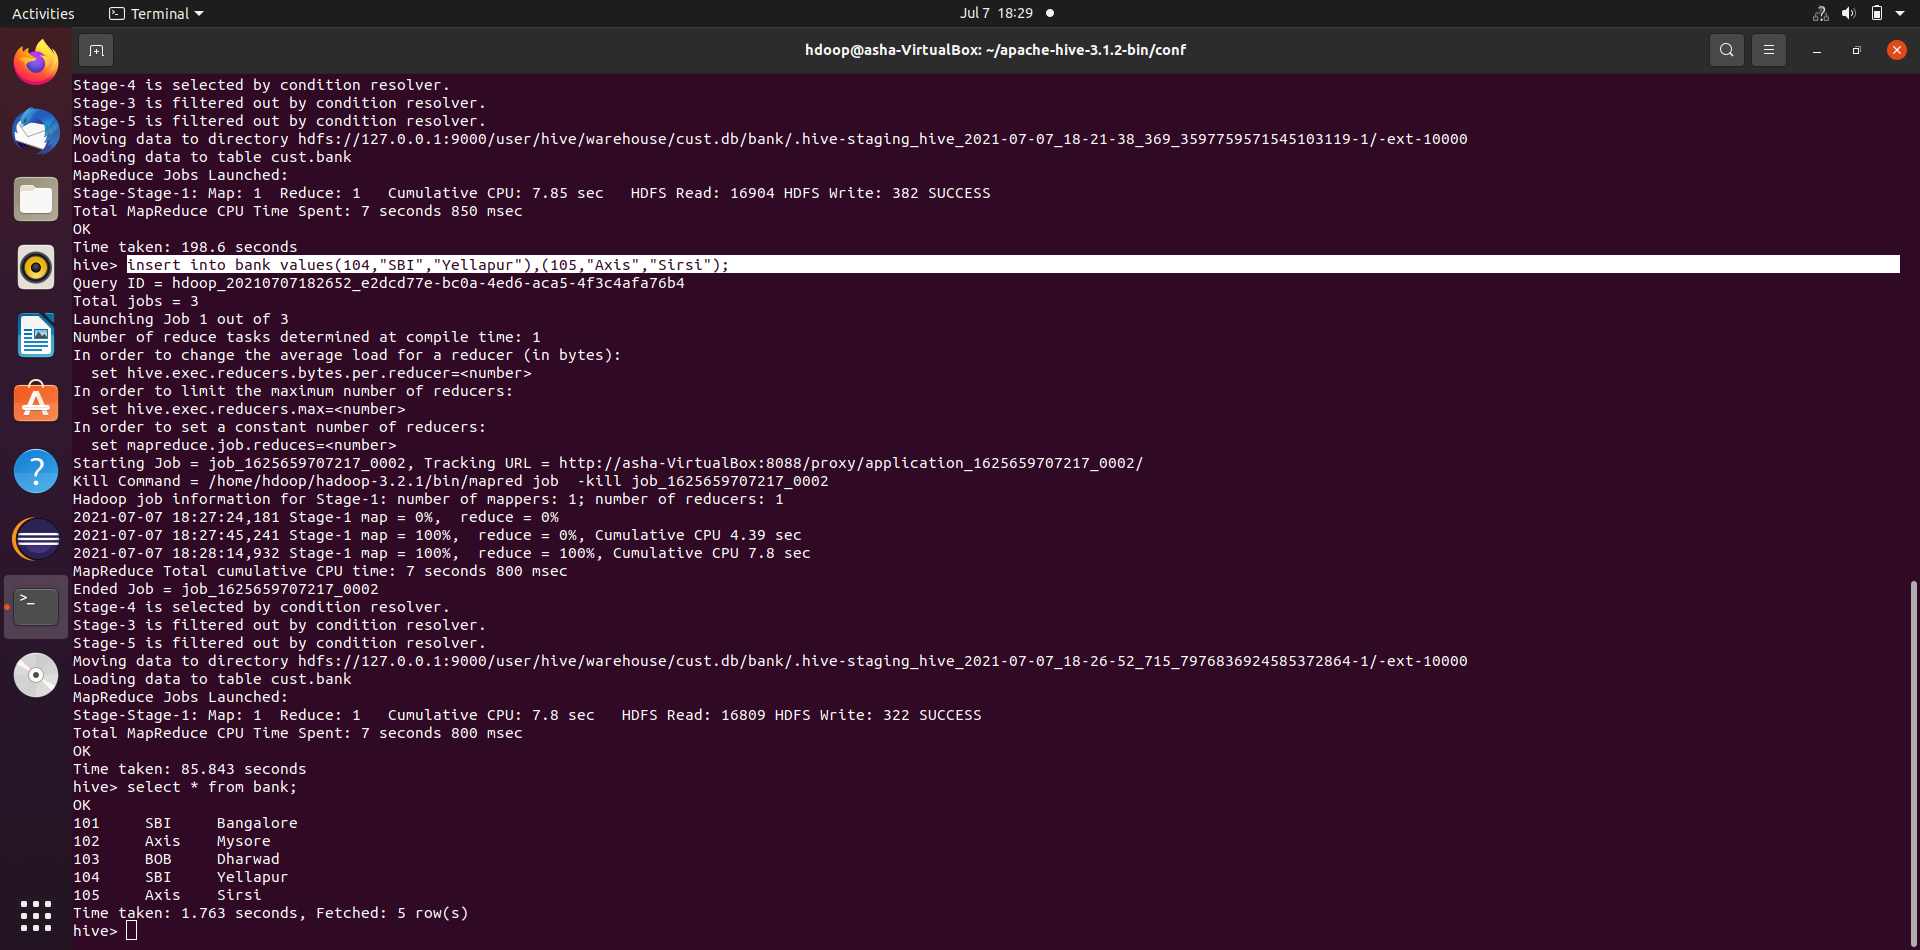 Activities
Terminal
Jul 7 18:29
hdoop@asha-VirtualBox: ~/apache-hive-3.1.2-bin/conf
Stage-4 is selected by condition resolver.
Stage-3 is filtered out by condition resolver.
Stage-5 is filtered out by condition resolver.
Moving data to directory hdfs://127.0.0.1:9000/user/hive/warehouse/cust.db/bank/.hive-staging_hive_2021-07-07_18-21-38_369_3597759571545103119-1/-ext-10000
Loading data to table cust.bank
MapReduce Jobs Launched:
Stage-Stage-1: Map: 1  Reduce: 1   Cumulative CPU: 7.85 sec   HDFS Read: 16904 HDFS Write: 382 SUCCESS
Total MapReduce CPU Time Spent: 7 seconds 850 msec
OK
Time taken: 198.6 seconds
hive> insert into bank values(104,"SBI","Yellapur"),(105,"Axis","Sirsi");
Query ID = hdoop_20210707182652_e2dcd77e-bc0a-4ed6-aca5-4f3c4afa76b4
Total jobs = 3
Launching Job 1 out of 3
Number of reduce tasks determined at compile time: 1
In order to change the average load for a reducer (in bytes):
  set hive.exec.reducers.bytes.per.reducer=<number>
In order to limit the maximum number of reducers:
  set hive.exec.reducers.max=<number>
In order to set a constant number of reducers:
  set mapreduce.job.reduces=<number>
Starting Job = job_1625659707217_0002, Tracking URL = http://asha-VirtualBox:8088/proxy/application_1625659707217_0002/
Kill Command = /home/hdoop/hadoop-3.2.1/bin/mapred job  -kill job_1625659707217_0002
Hadoop job information for Stage-1: number of mappers: 1; number of reducers: 1
2021-07-07 18:27:24,181 Stage-1 map = 0%,  reduce = 0%
2021-07-07 18:27:45,241 Stage-1 map = 100%,  reduce = 0%, Cumulative CPU 4.39 sec
2021-07-07 18:28:14,932 Stage-1 map = 100%,  reduce = 100%, Cumulative CPU 7.8 sec
MapReduce Total cumulative CPU time: 7 seconds 800 msec
Ended Job = job_1625659707217_0002
Stage-4 is selected by condition resolver.
Stage-3 is filtered out by condition resolver.
Stage-5 is filtered out by condition resolver.
Moving data to directory hdfs://127.0.0.1:9000/user/hive/warehouse/cust.db/bank/.hive-staging_hive_2021-07-07_18-26-52_715_7976836924585372864-1/-ext-10000
Loading data to table cust.bank
MapReduce Jobs Launched:
Stage-Stage-1: Map: 1  Reduce: 1   Cumulative CPU: 7.8 sec   HDFS Read: 16809 HDFS Write: 322 SUCCESS
Total MapReduce CPU Time Spent: 7 seconds 800 msec
OK
Time taken: 85.843 seconds
hive> select * from bank;
OK
101	SBI	Bangalore
102	Axis	Mysore
103	BOB	Dharwad
104	SBI	Yellapur
105	Axis	Sirsi
Time taken: 1.763 seconds, Fetched: 5 row(s)
hive>